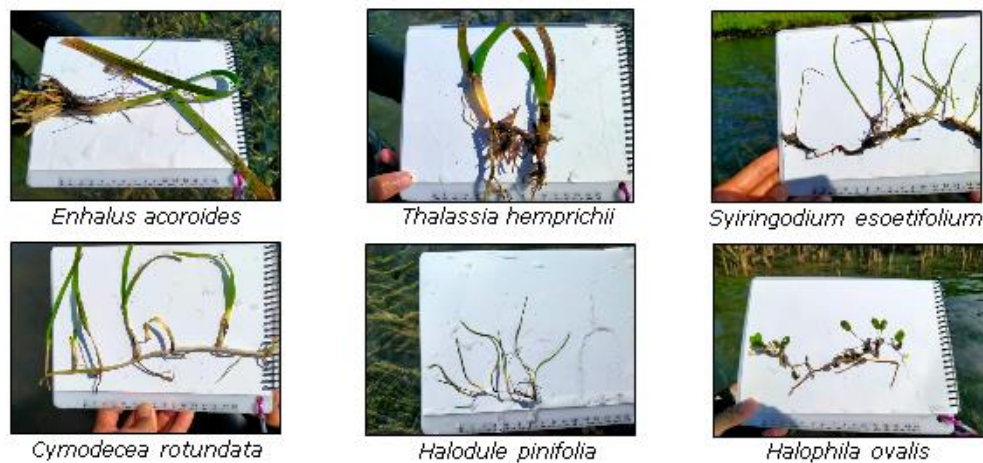 Enhalus acoroides
Thalassia hemprichii
Syiringodium esoetifolium
Cymodecea rotundata
Halodule pinifolia
Halophila ovalis